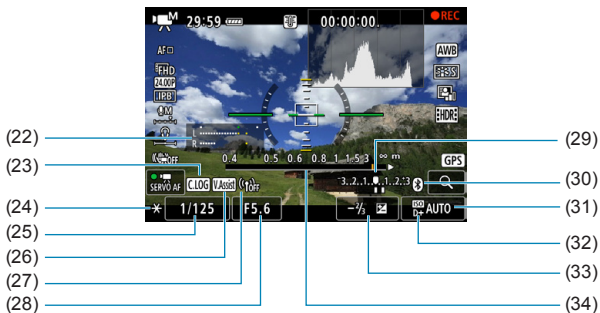 M 29:59 00:00:00. REC
AF AWB
FHD
24.00P
IPB
M HDR
L
R
OFF 0.4 0.5 0.6 0.8 1 1.5 3 ∞ m GPS
SERVO AF C.LOG V.Assist OFF -3..2..1..0..1..2.:3
1/125 F5.6 -2/3 ISO D+ AUTO
(22)
(23)
(24)
(25)
(26)
(27)
(28)
(29)
(30)
(31)
(32)
(33)
(34)